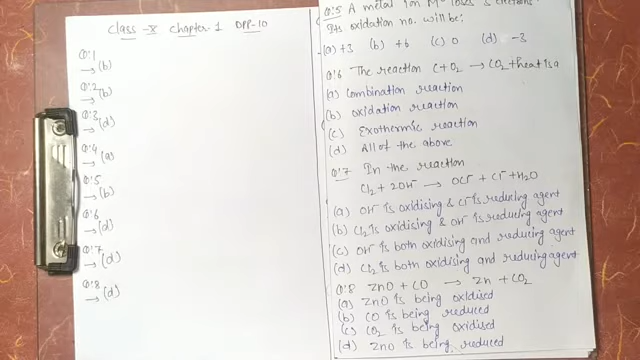 Class-X Chapter-1 DPP-10
Q:1
→ (b)
Q:2
→ (b)
Q:3
→ (d)
Q:4
→ (a)
Q:5
→ (b)
Q:6
→ (d)
Q:7
→ (d)
Q:8
→ (d)
Q:5 A metal ion loses electrons.
Its oxidation no. will be:
(a) +3 (b) +6 (c) 0 (d) -3
Q:6 The reaction C+O₂ → CO₂+heat is a
(a) Combination reaction
(b) oxidation reaction
(c) Exothermic reaction
(d) All of the above
Q:7 In the reaction
Cl₂ + 2OH⁻ → OCl⁻ + Cl⁻ + H₂O
(a) OH⁻ is oxidising & Cl⁻ is reducing agent
(b) Cl₂ is oxidising & OH⁻ is reducing agent
(c) OH⁻ is both oxidising and reducing agent
(d) Cl₂ is both oxidising and reducing agent
Q:8 ZnO + CO → Zn + CO₂
(a) ZnO is being oxidised
(b) CO is being reduced
(c) CO₂ is being oxidised
(d) ZnO is being reduced